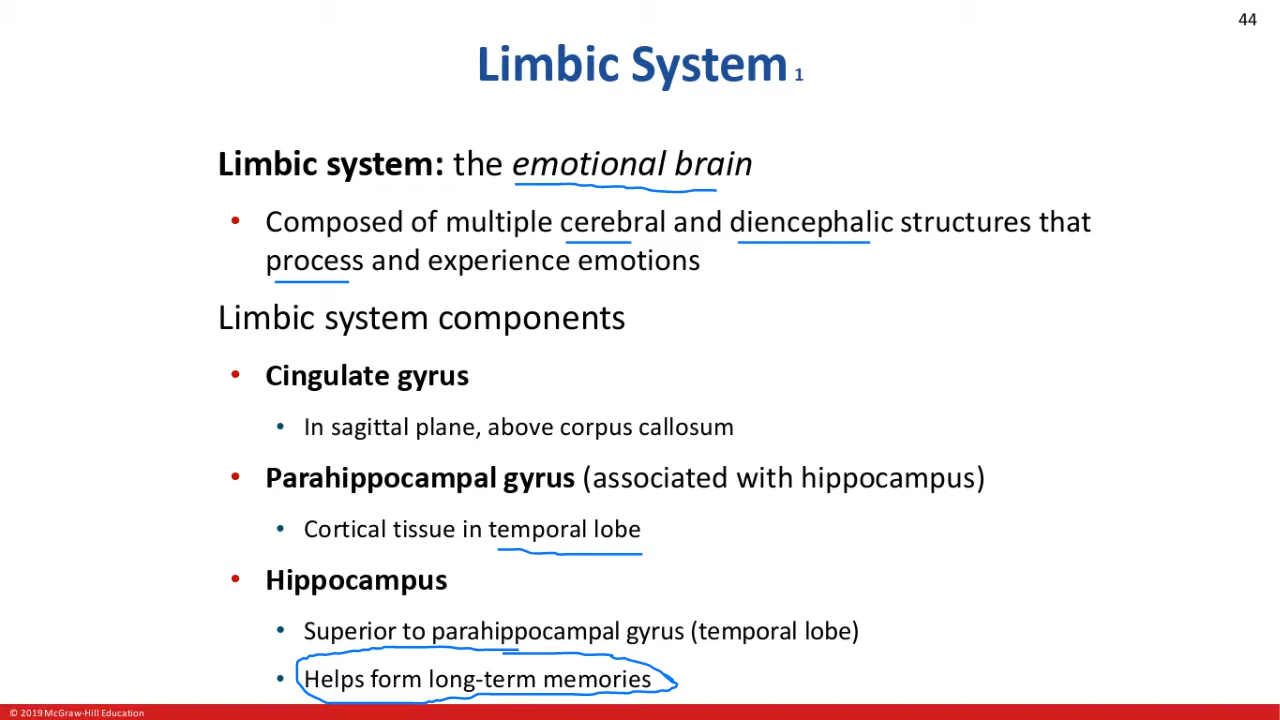 44
Limbic System 1
Limbic system: the emotional brain
• Composed of multiple cerebral and diencephalic structures that
process and experience emotions
Limbic system components
• Cingulate gyrus
• In sagittal plane, above corpus callosum
• Parahippocampal gyrus (associated with hippocampus)
• Cortical tissue in temporal lobe
• Hippocampus
• Superior to parahippocampal gyrus (temporal lobe)
• Helps form long-term memories
© 2019 McGraw-Hill Education